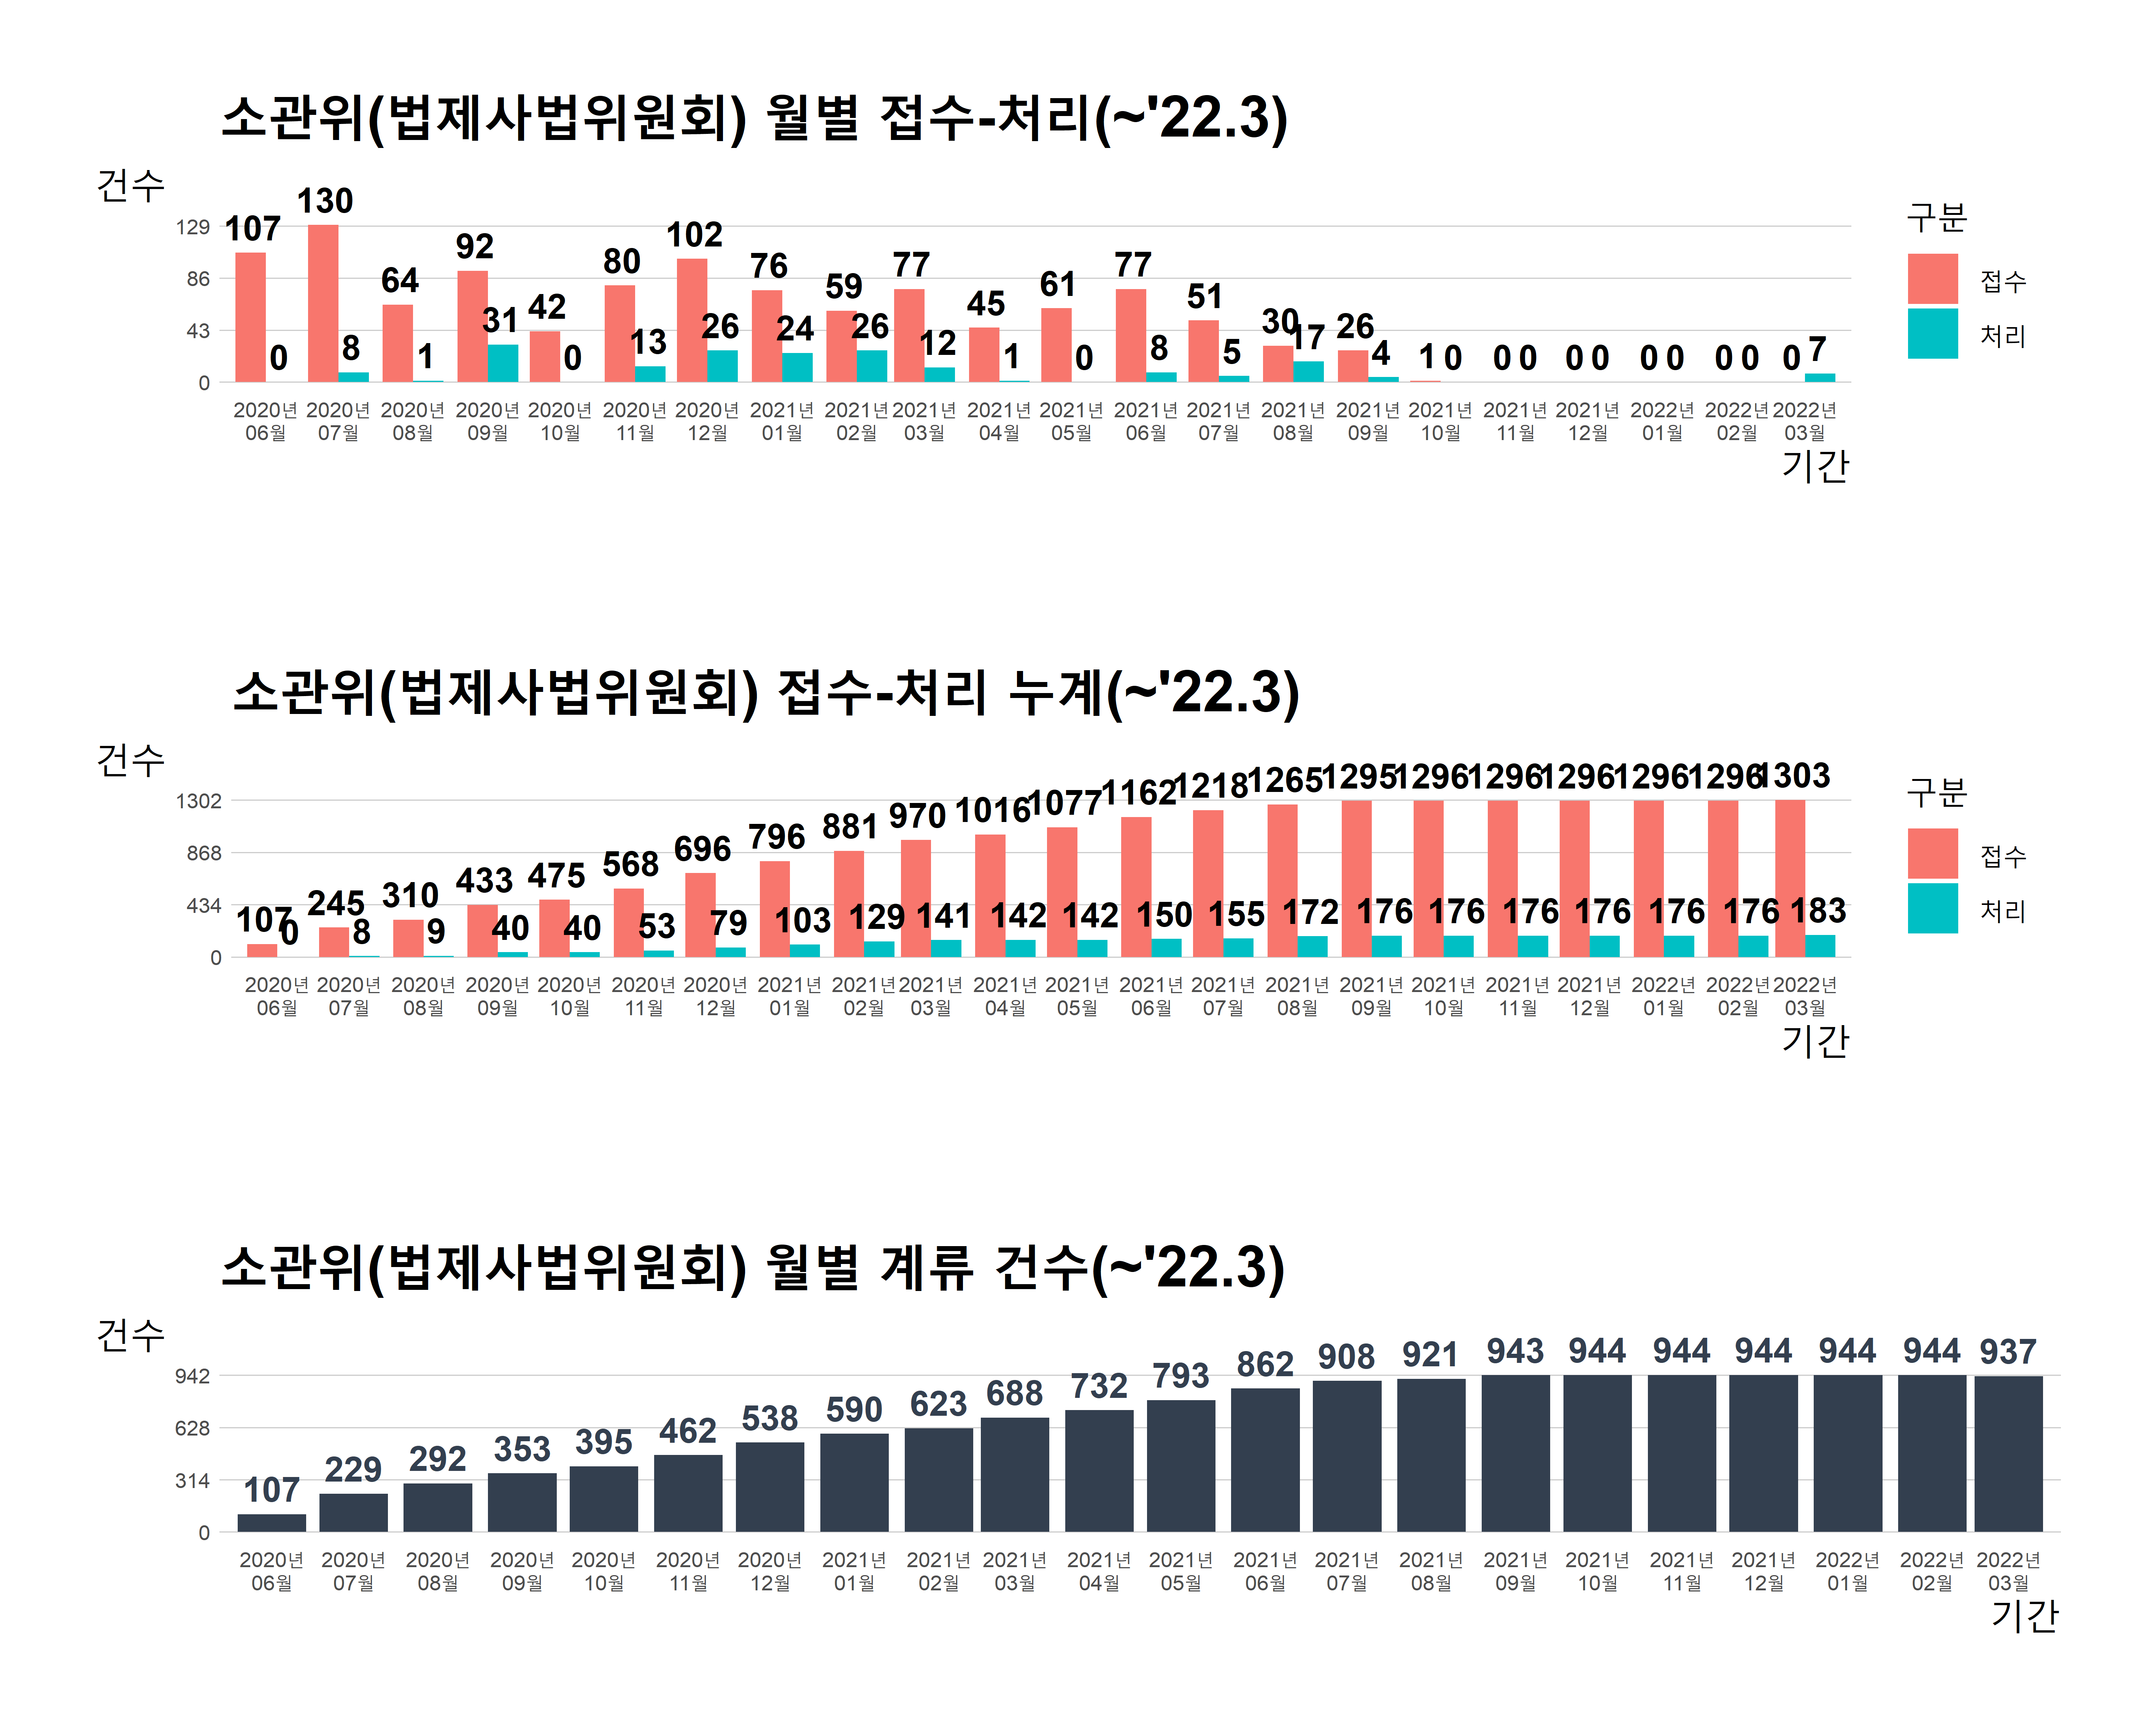 소관위(법제사법위원회) 월별 접수-처리(~'22.3)
건수
129
86
43
0
107 0 130 8 64 1 92 31 42 0 80 13 102 26 76 24 59 26 77 12 45 1 61 0 77 8 51 5 30 17 26 4 1 0 0 0 0 0 0 0 0 0 0 7
2020년 2020년 2020년 2020년 2020년 2020년 2020년 2021년 2021년 2021년 2021년 2021년 2021년 2021년 2021년 2021년 2021년 2021년 2021년 2022년 2022년 2022년
06월 07월 08월 09월 10월 11월 12월 01월 02월 03월 04월 05월 06월 07월 08월 09월 10월 11월 12월 01월 02월 03월
기간
구분
접수
처리
소관위(법제사법위원회) 접수-처리 누계(~'22.3)
건수
1302
868
434
0
107 0 245 8 310 9 433 40 475 40 568 53 696 79 796 103 881 129 970 141 1016 142 1077 142 1162 150 1218 155 1265 172 1295 176 1296 176 1296 176 1296 176 1296 176 1296 176 1303 183
2020년 2020년 2020년 2020년 2020년 2020년 2020년 2021년 2021년 2021년 2021년 2021년 2021년 2021년 2021년 2021년 2021년 2021년 2021년 2022년 2022년 2022년
06월 07월 08월 09월 10월 11월 12월 01월 02월 03월 04월 05월 06월 07월 08월 09월 10월 11월 12월 01월 02월 03월
기간
구분
접수
처리
소관위(법제사법위원회) 월별 계류 건수(~'22.3)
건수
942
628
314
0
107 229 292 353 395 462 538 590 623 688 732 793 862 908 921 943 944 944 944 944 944 937
2020년 2020년 2020년 2020년 2020년 2020년 2020년 2021년 2021년 2021년 2021년 2021년 2021년 2021년 2021년 2021년 2021년 2021년 2021년 2022년 2022년 2022년
06월 07월 08월 09월 10월 11월 12월 01월 02월 03월 04월 05월 06월 07월 08월 09월 10월 11월 12월 01월 02월 03월
기간